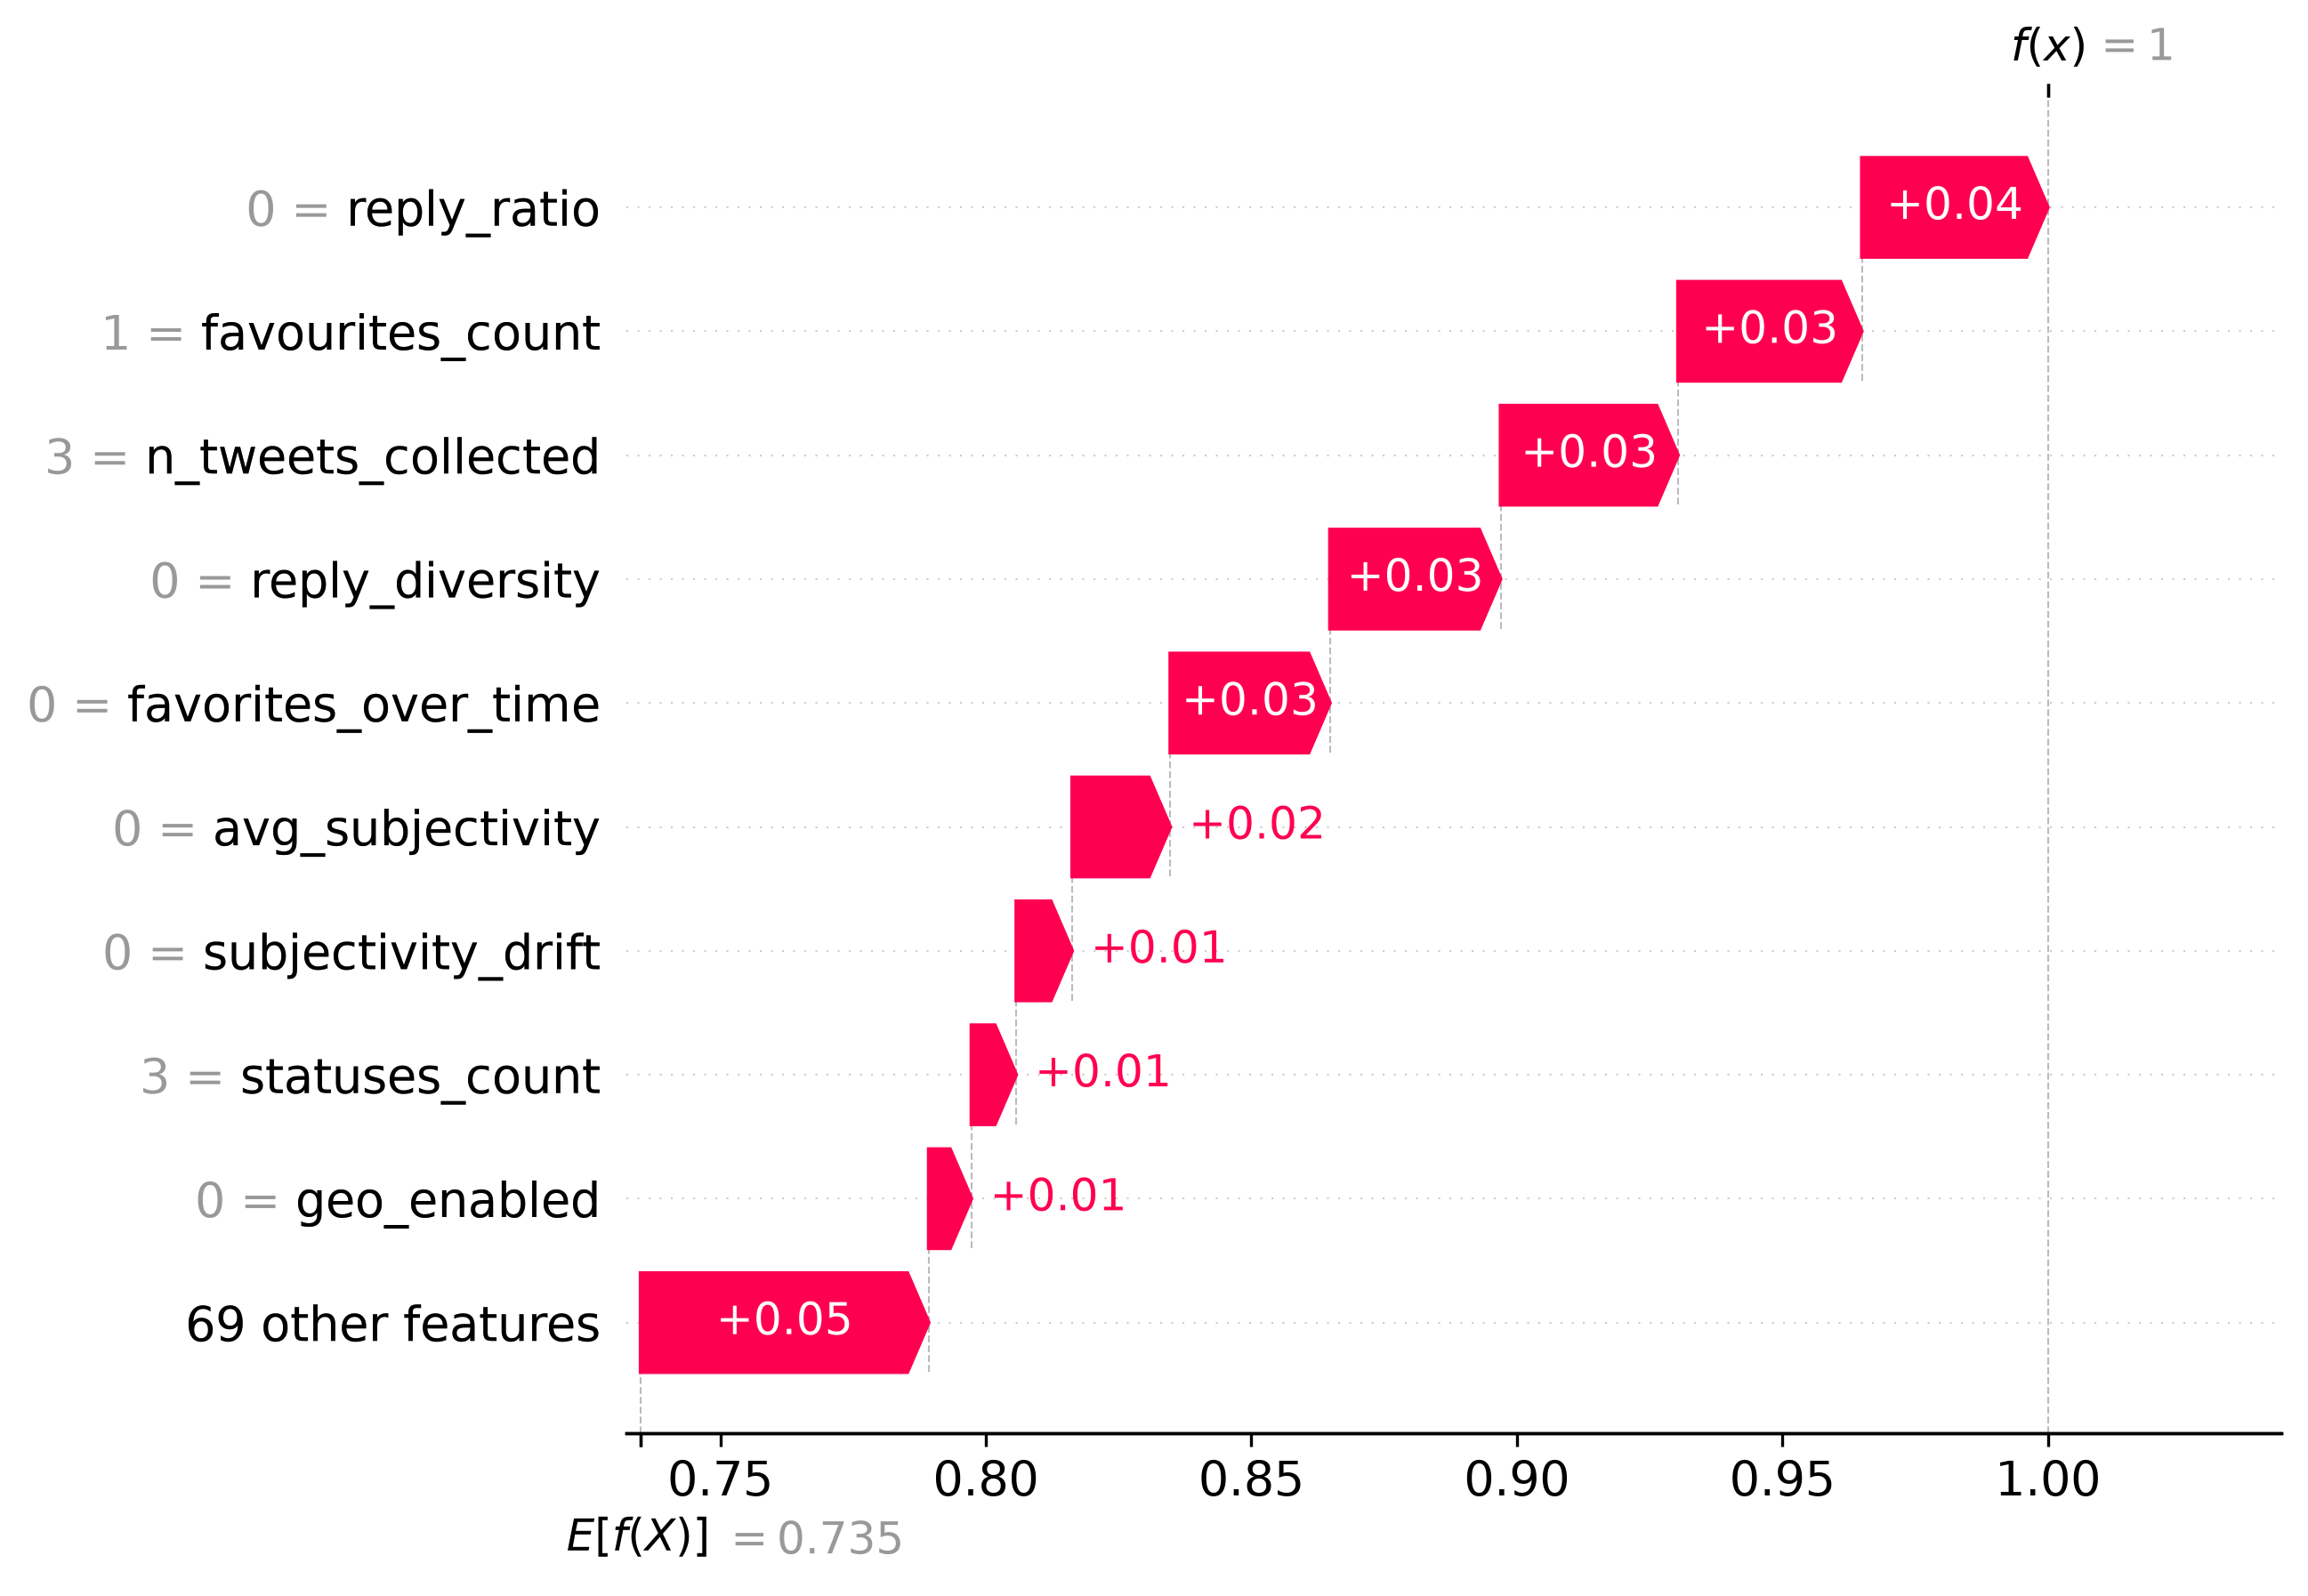 f(x) = 1
0 = reply_ratio +0.04
1 = favourites_count +0.03
3 = n_tweets_collected +0.03
0 = reply_diversity +0.03
0 = favorites_over_time +0.03
0 = avg_subjectivity +0.02
0 = subjectivity_drift +0.01
3 = statuses_count +0.01
0 = geo_enabled +0.01
69 other features +0.05
0.75 0.80 0.85 0.90 0.95 1.00
E[f(X)] = 0.735